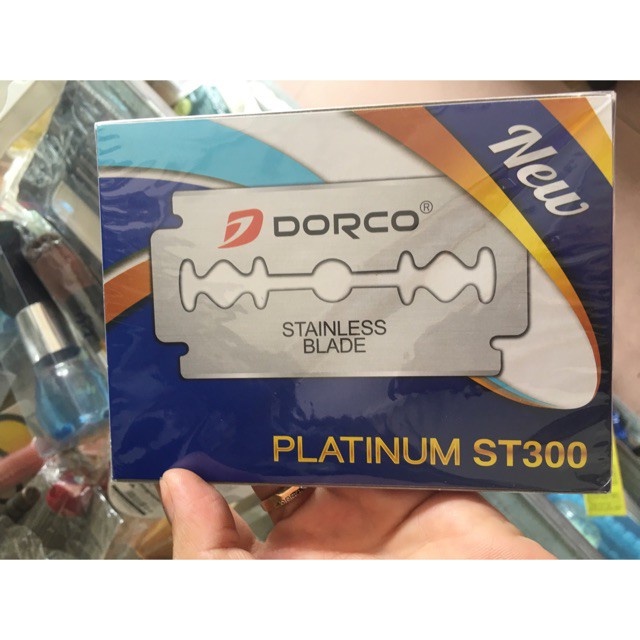 New
DORCO®
STAINLESS
BLADE
PLATINUM ST300